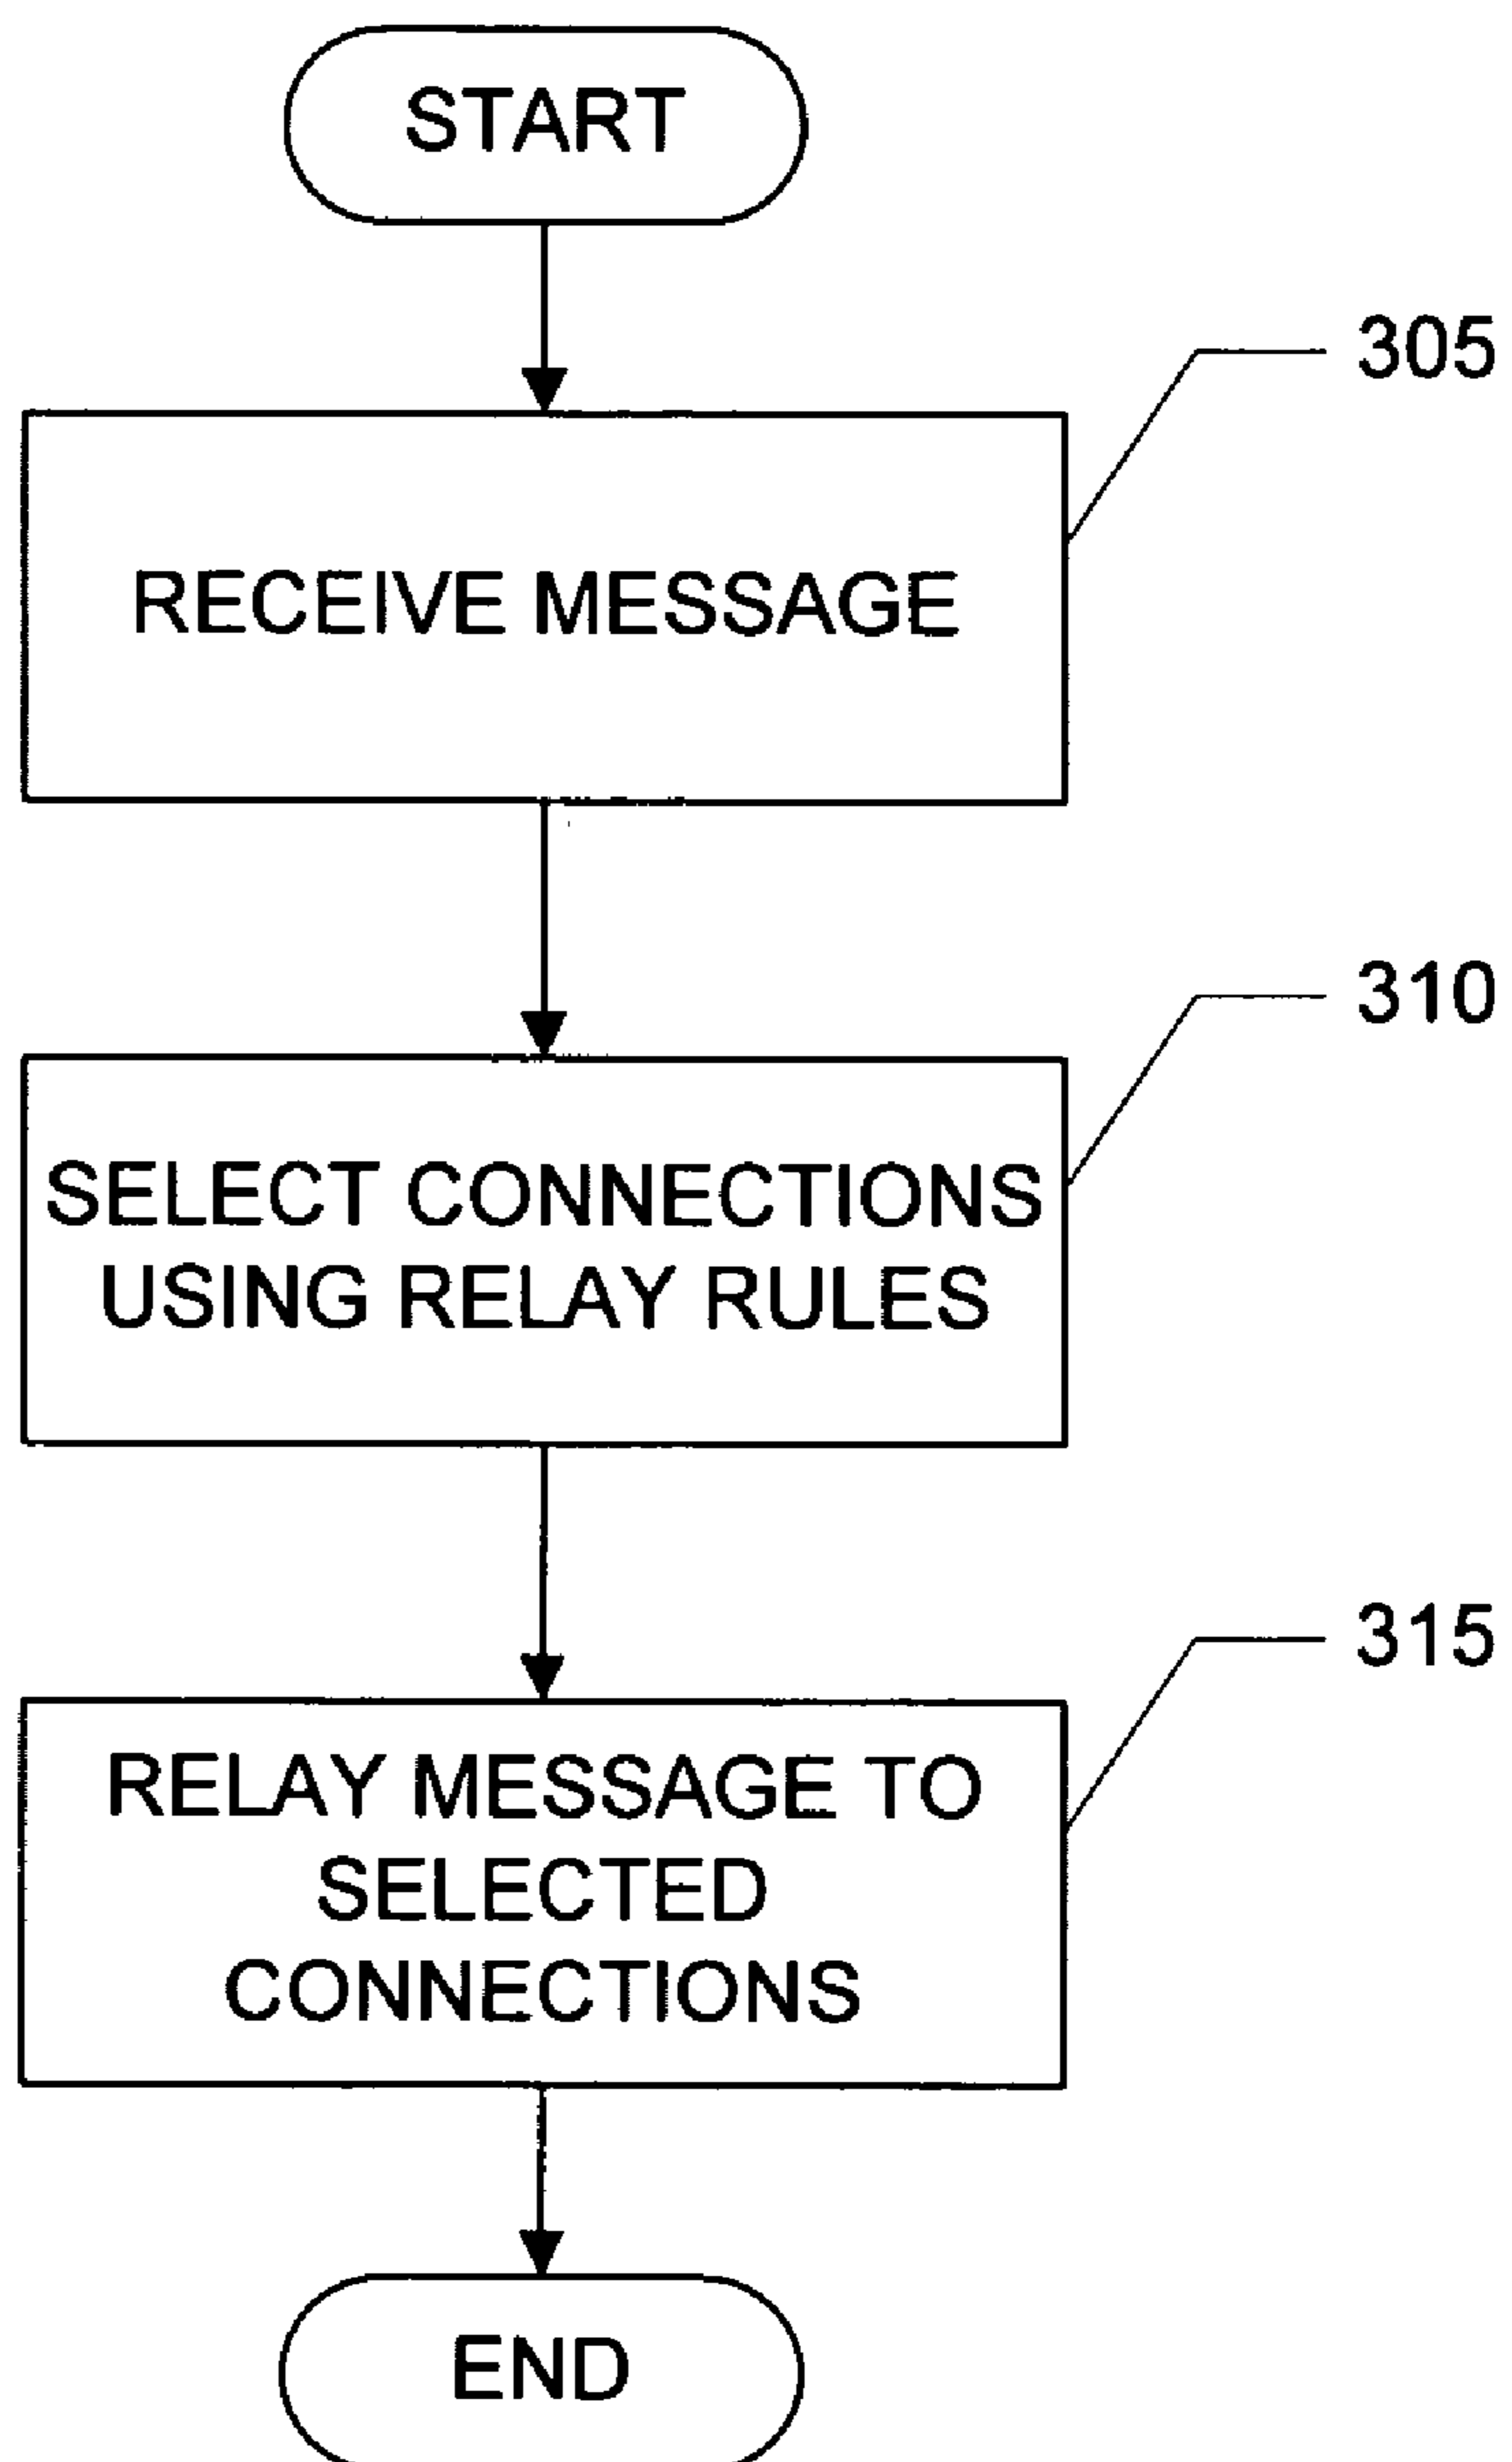 START
305
RECEIVE MESSAGE
310
SELECT CONNECTIONS
USING RELAY RULES
315
RELAY MESSAGE TO
SELECTED
CONNECTIONS
END